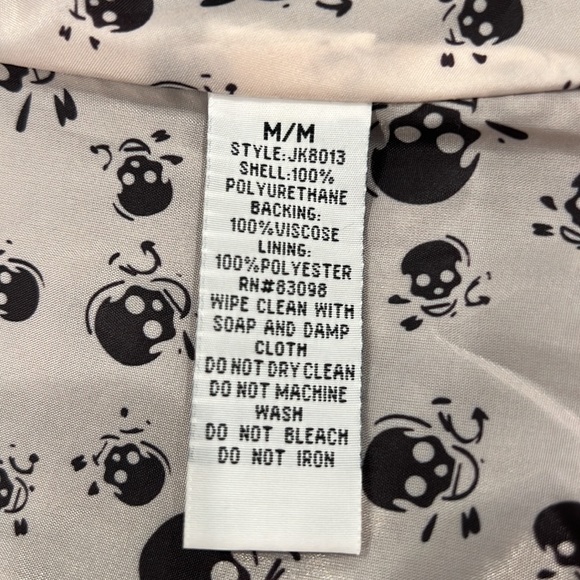 M/M
STYLE:JK8013
SHELL:100%
POLYURETHANE
BACKING:
100%VISCOSE
LINING:
100%POLYESTER
RN#83098
WIPE CLEAN WITH
SOAP AND DAMP
CLOTH
DO NOT DRY CLEAN
DO NOT MACHINE
WASH
DO NOT BLEACH
DO NOT IRON